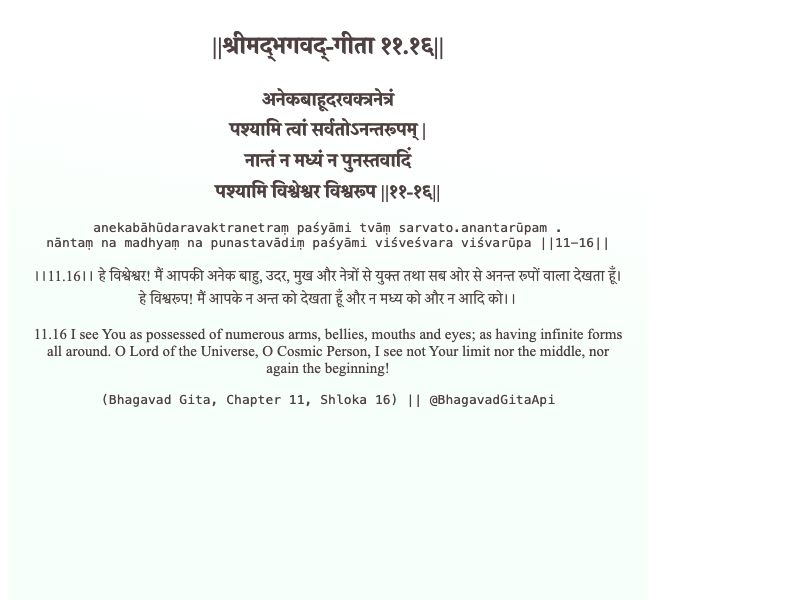 ||श्रीमद्‍भगवद्‍-गीता ११.१६||
अनेकबाहूदरवक्त्रनेत्रं
पश्यामि त्वां सर्वतोऽनन्तरूपम् |
नान्तं न मध्यं न पुनस्तवादिं
पश्यामि विश्वेश्वर विश्वरूप ||११-१६||
anekabāhūdaravaktranetraṃ paśyāmi tvāṃ sarvato.anantarūpam .
nāntaṃ na madhyaṃ na punastavādiṃ paśyāmi viśveśvara viśvarūpa ||11-16||
।।11.16।। हे विश्वेश्वर! मैं आपकी अनेक बाहु, उदर, मुख और नेत्रों से युक्त तथा सब ओर से अनन्त रूपों वाला देखता हूँ।
हे विश्वरूप! मैं आपके न अन्त को देखता हूँ और न मध्य को और न आदि को।।
11.16 I see You as possessed of numerous arms, bellies, mouths and eyes; as having infinite forms
all around. O Lord of the Universe, O Cosmic Person, I see not Your limit nor the middle, nor
again the beginning!
(Bhagavad Gita, Chapter 11, Shloka 16) || @BhagavadGitaApi